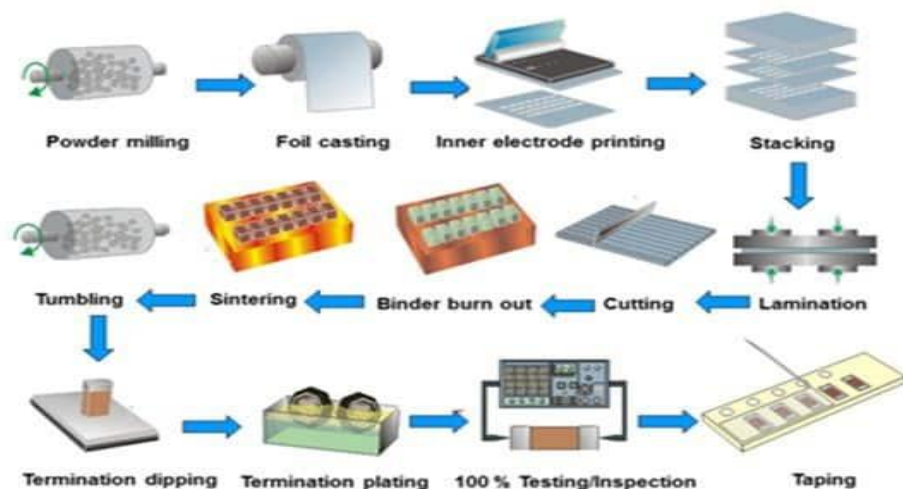 Powder milling
Foil casting
Inner electrode printing
Stacking
Lamination
Cutting
Binder burn out
Sintering
Tumbling
Termination dipping
Termination plating
100 % Testing/Inspection
Taping